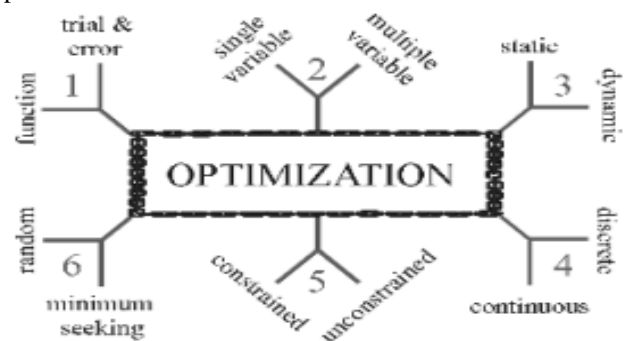 trial &
error
single
variable
multiple
variable
static
function
1
2
3
dynamic
OPTIMIZATION
random
6
5
4
discrete
constrained
unconstrained
minimum
seeking
continuous